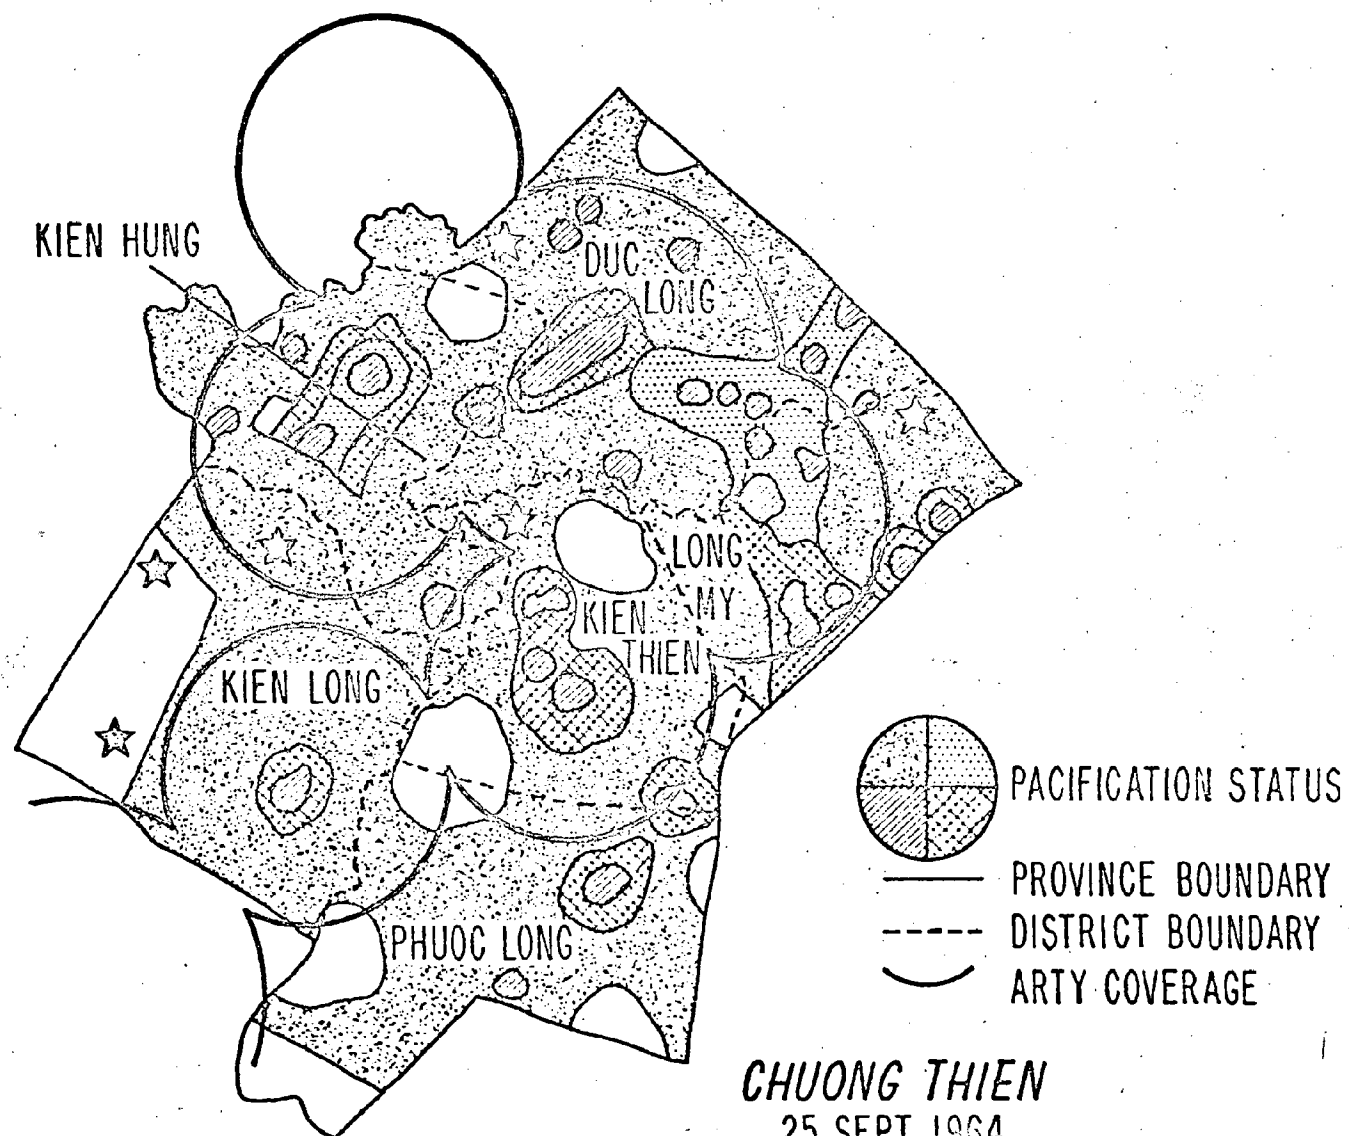 KIEN HUNG
DUC
LONG
LONG
MY
KIEN
THIEN
KIEN LONG
PHUOC LONG
PACIFICATION STATUS
PROVINCE BOUNDARY
DISTRICT BOUNDARY
ARTY COVERAGE
CHUONG THIEN
25 SEPT 1964